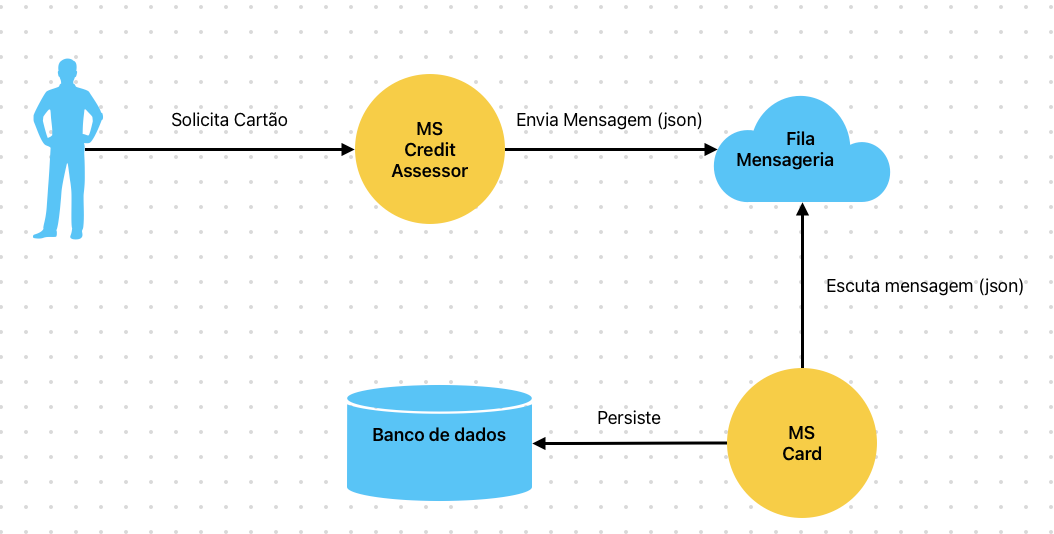 Solicita Cartão
MS
Credit
Assessor
Envia Mensagem (json)
Fila
Mensageria
Escuta mensagem (json)
Banco de dados
Persiste
MS
Card